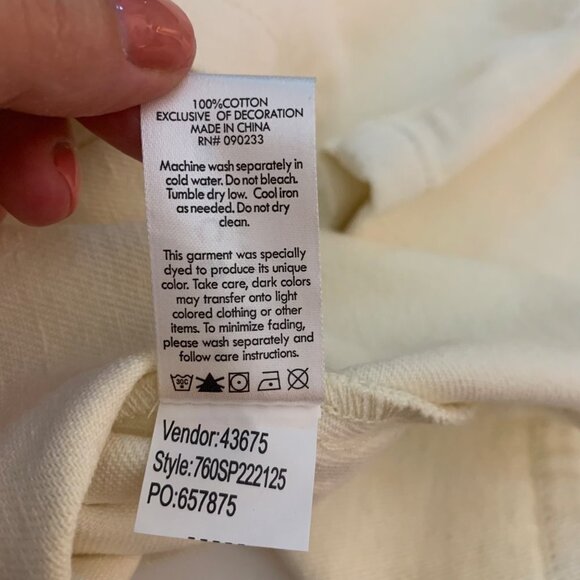 100%COTTON
EXCLUSIVE OF DECORATION
MADE IN CHINA
RN# 090233
Machine wash separately in
cold water. Do not bleach.
Tumble dry low. Cool iron
as needed. Do not dry
clean.
This garment was specially
dyed to produce its unique
color. Take care, dark colors
may transfer onto light
colored clothing or other
items. To minimize fading,
please wash separately and
follow care instructions.
30C
Vendor:43675
Style:760SP222125
PO:657875